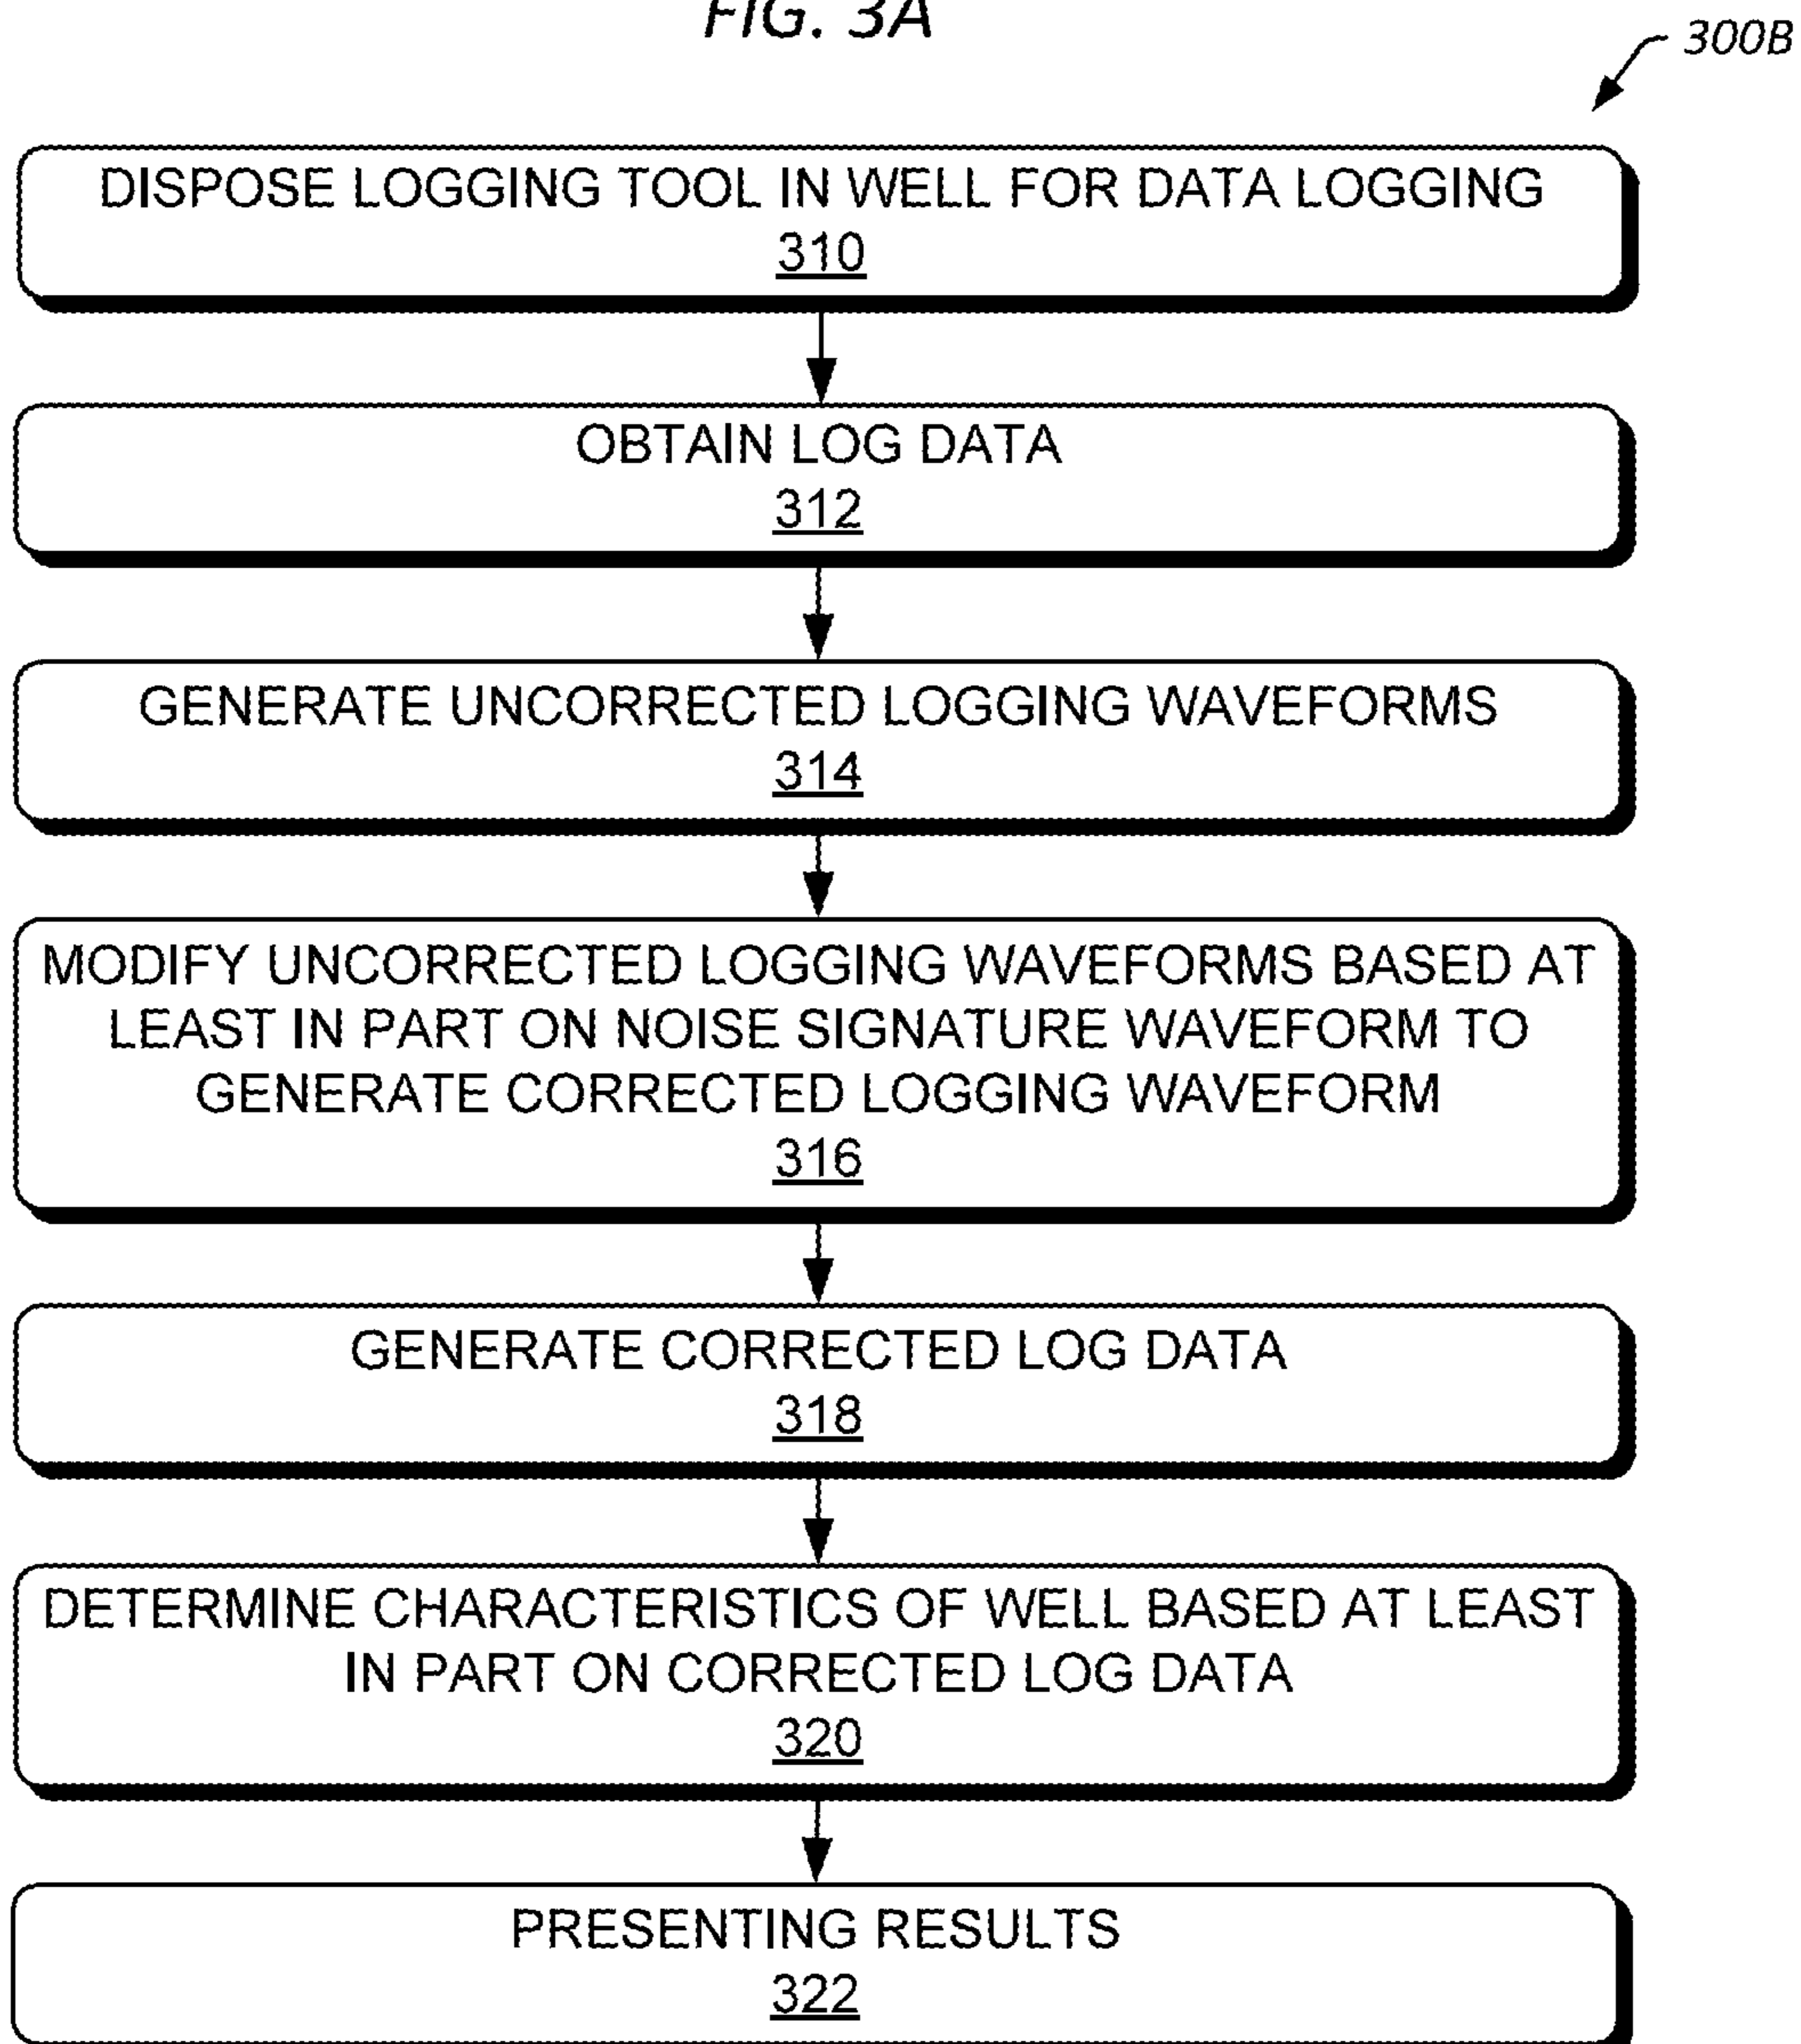 FIG. 3A
300B
DISPOSE LOGGING TOOL IN WELL FOR DATA LOGGING
310
OBTAIN LOG DATA
312
GENERATE UNCORRECTED LOGGING WAVEFORMS
314
MODIFY UNCORRECTED LOGGING WAVEFORMS BASED AT
LEAST IN PART ON NOISE SIGNATURE WAVEFORM TO
GENERATE CORRECTED LOGGING WAVEFORM
316
GENERATE CORRECTED LOG DATA
318
DETERMINE CHARACTERISTICS OF WELL BASED AT LEAST
IN PART ON CORRECTED LOG DATA
320
PRESENTING RESULTS
322